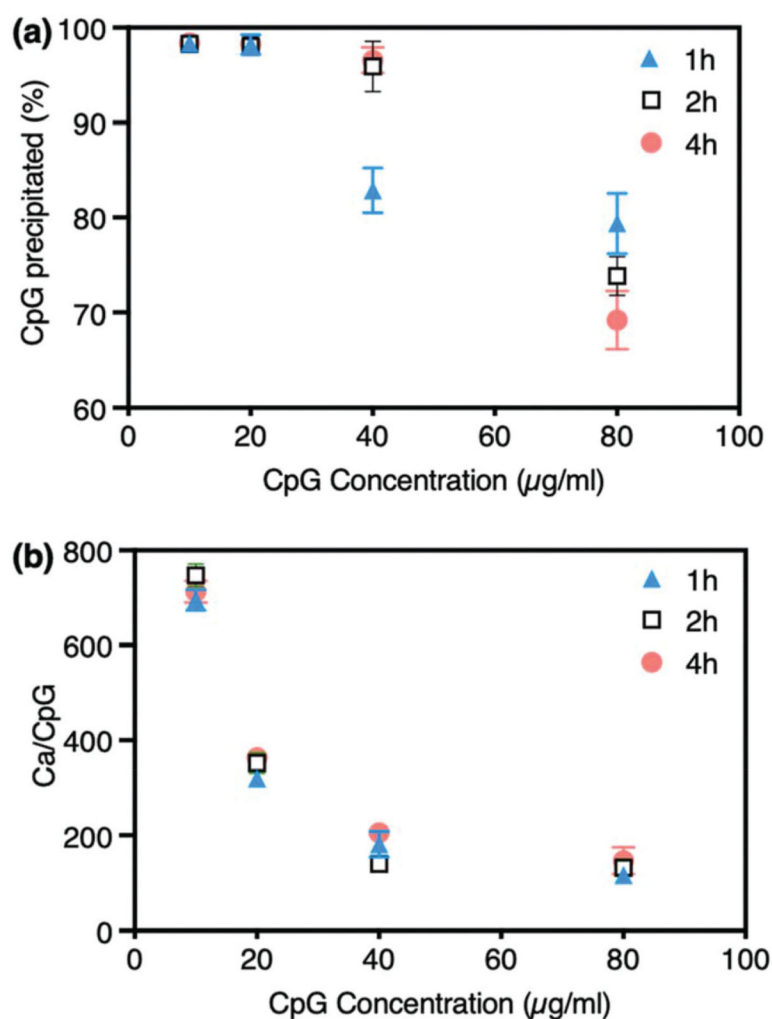 (a)
CpG precipitated (%)
100
90
80
70
60
0
20
40
60
80
100
CpG Concentration (µg/ml)
1h
2h
4h
(b)
Ca/CpG
800
600
400
200
0
0
20
40
60
80
100
CpG Concentration (µg/ml)
1h
2h
4h